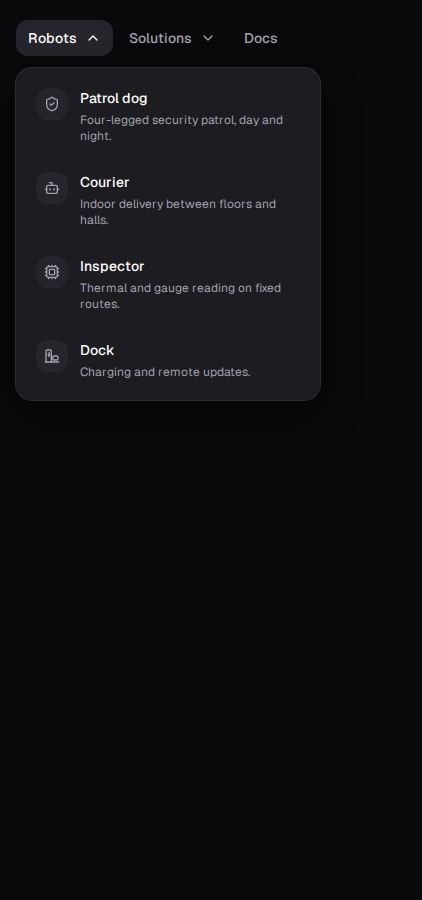 Robots
Solutions
Docs
Patrol dog
Four-legged security patrol, day and
night.
Courier
Indoor delivery between floors and
halls.
Inspector
Thermal and gauge reading on fixed
routes.
Dock
Charging and remote updates.